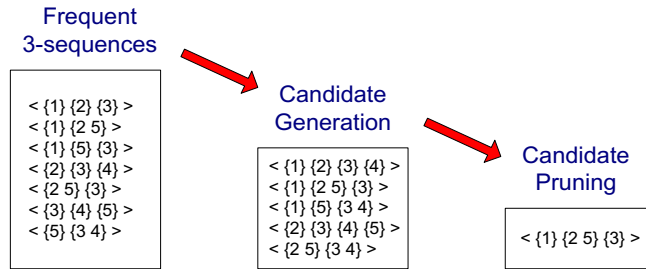 Frequent
3-sequences
< {1} {2} {3} >
< {1} {2 5} >
< {1} {5} {3} >
< {2} {3} {4} >
< {2 5} {3} >
< {3} {4} {5} >
< {5} {3 4} >
Candidate
Generation
< {1} {2} {3} {4} >
< {1} {2 5} {3} >
< {1} {5} {3 4} >
< {2} {3} {4} {5} >
< {2 5} {3 4} >
Candidate
Pruning
< {1} {2 5} {3} >